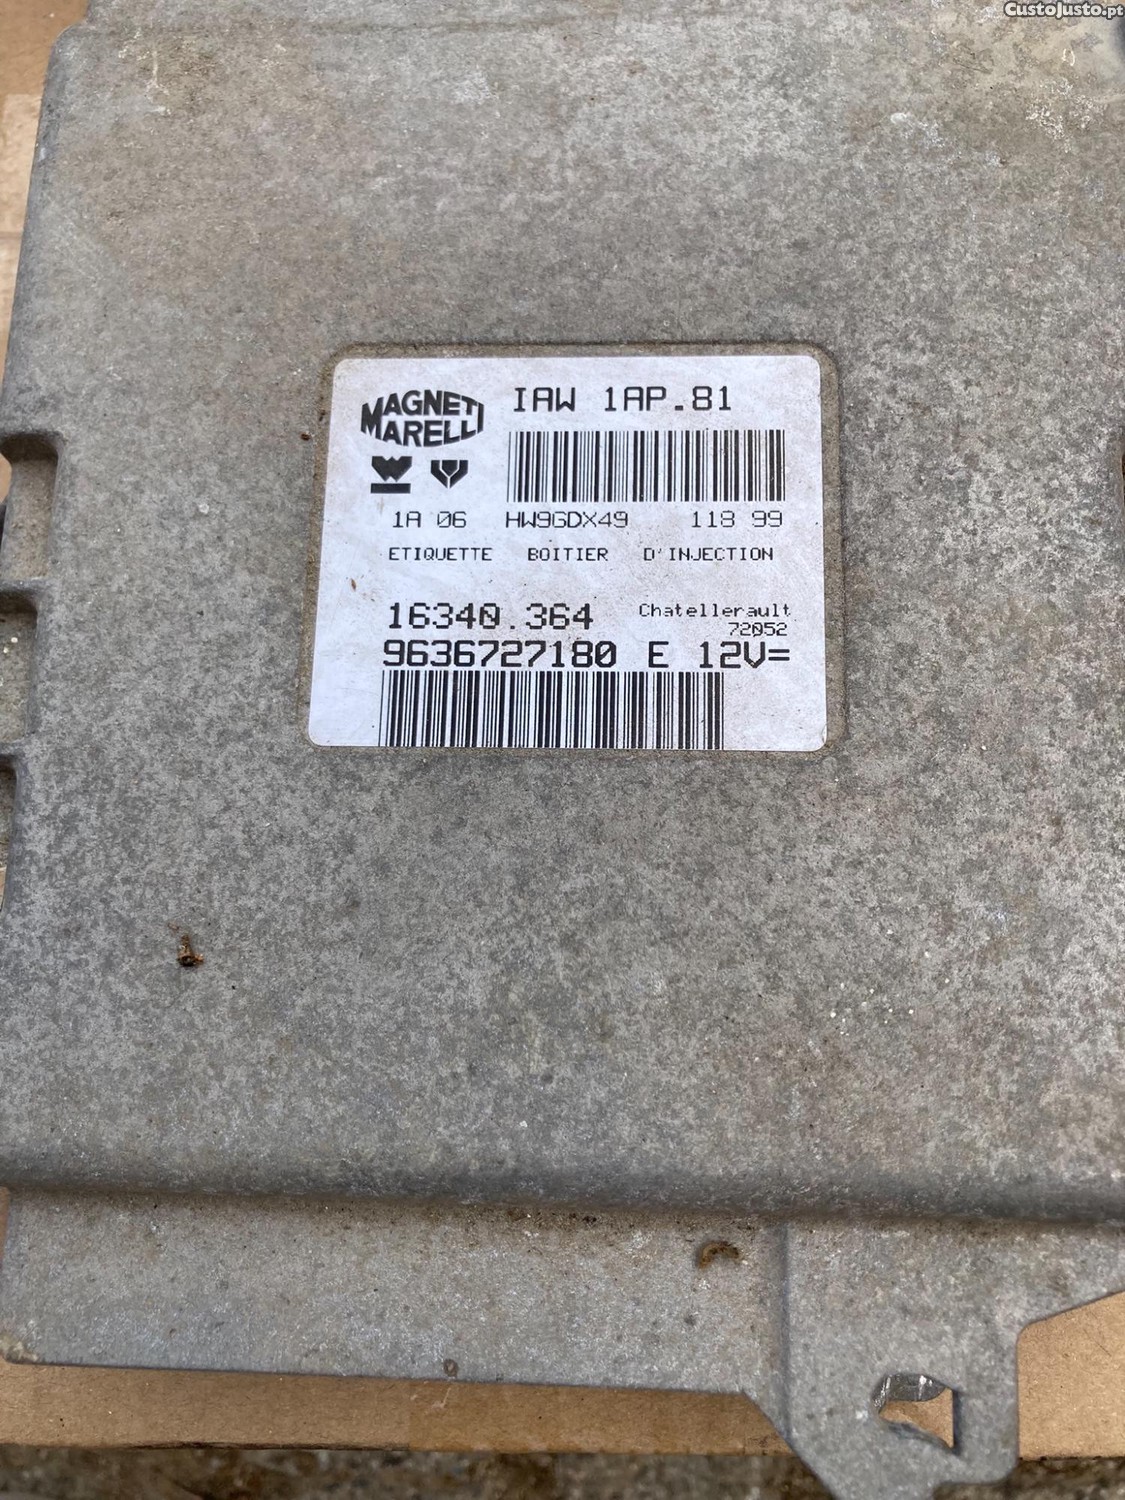 CustoJusto.pt
MAGNETI
MARELLI
IAW 1AP.81
1A 06 HW9GDX49 118 99
ETIQUETTE BOITIER D'INJECTION
16340.364 Chatellerault
72052
9636727180 E 12V=